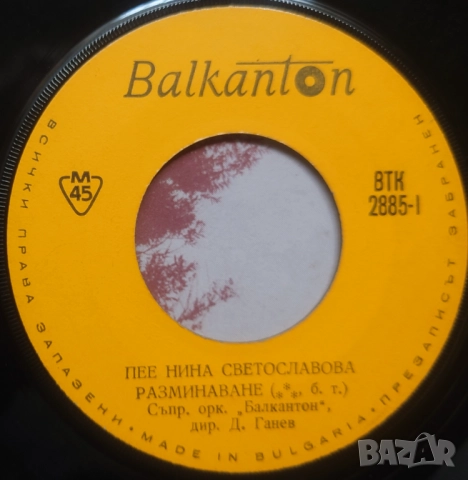 Balkanton
M
45
ВТК
2885-I
ПЕЕ НИНА СВЕТОСЛАВОВА
РАЗМИНАВАНЕ (***, б. т.)
Съпр. орк. „Балкантон“,
дир. Д. Ганев
ВСИЧКИ ПРАВА ЗАПАЗЕНИ • MADE IN BULGARIA • ПРЕЗАПИСЪТ ЗАБРАНЕН
BAZAR
.bg